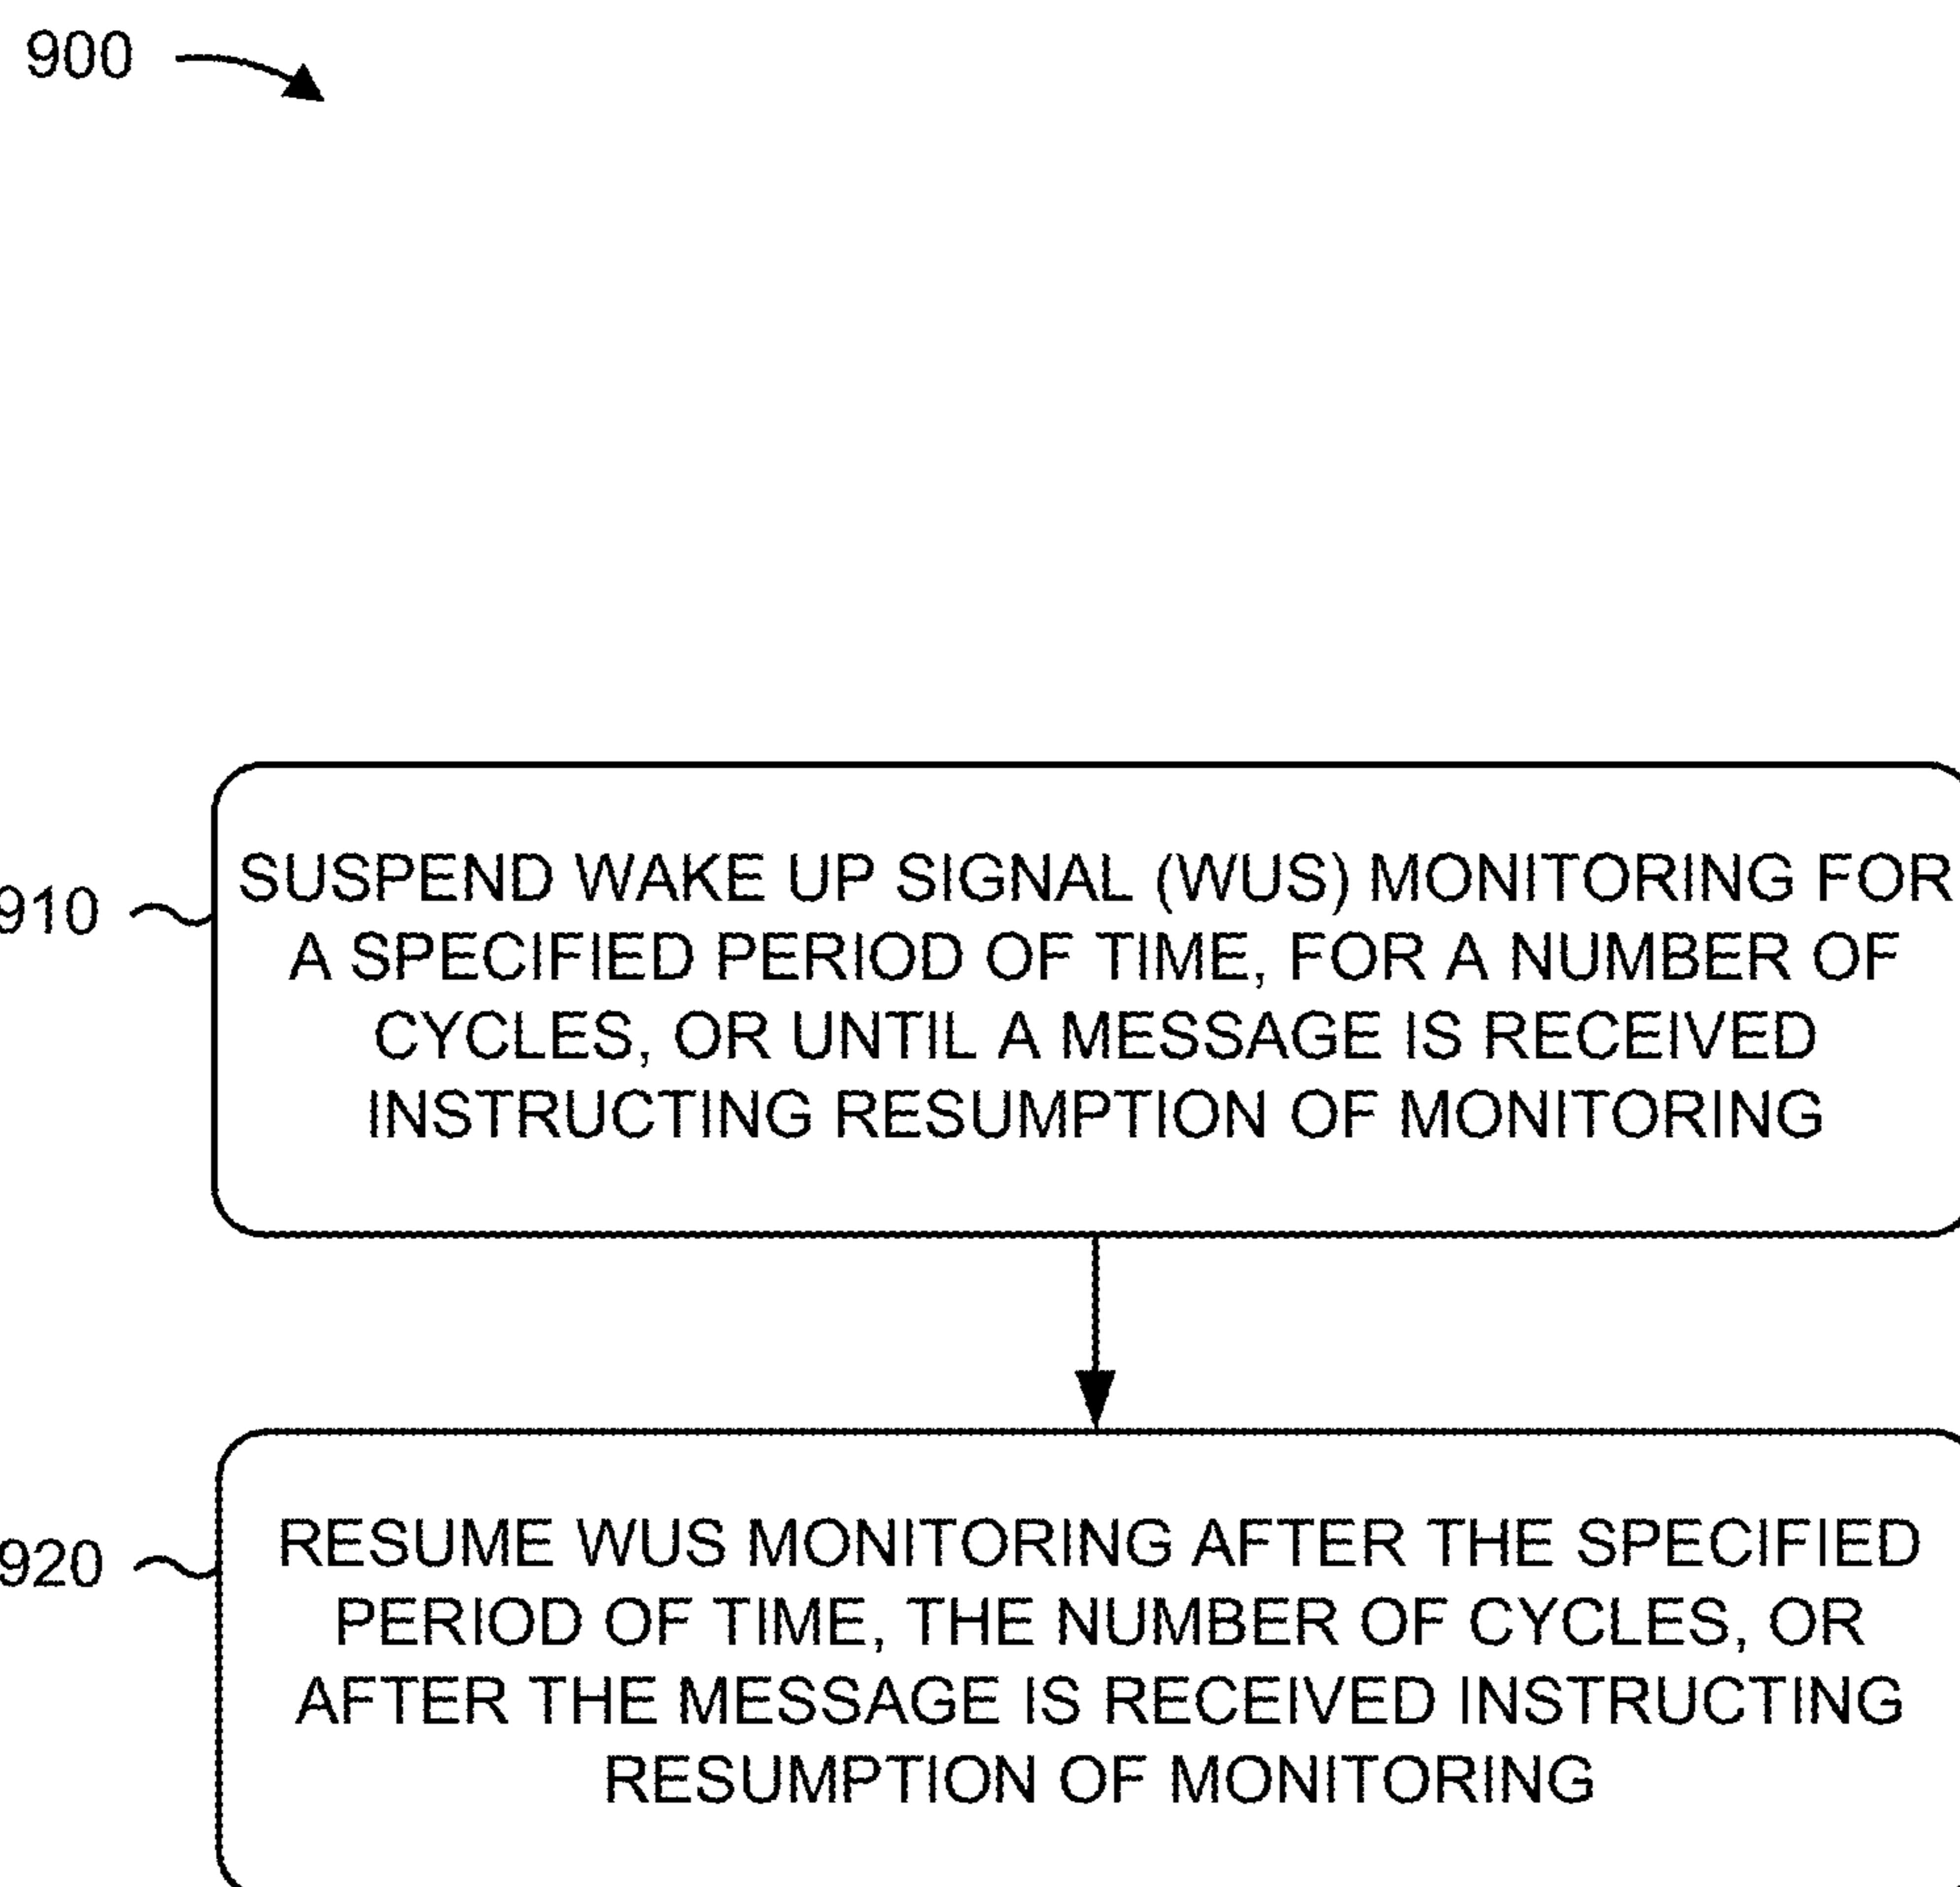 900
SUSPEND WAKE UP SIGNAL (WUS) MONITORING FOR
A SPECIFIED PERIOD OF TIME, FOR A NUMBER OF
CYCLES, OR UNTIL A MESSAGE IS RECEIVED
INSTRUCTING RESUMPTION OF MONITORING
910
RESUME WUS MONITORING AFTER THE SPECIFIED
PERIOD OF TIME, THE NUMBER OF CYCLES, OR
AFTER THE MESSAGE IS RECEIVED INSTRUCTING
RESUMPTION OF MONITORING
920